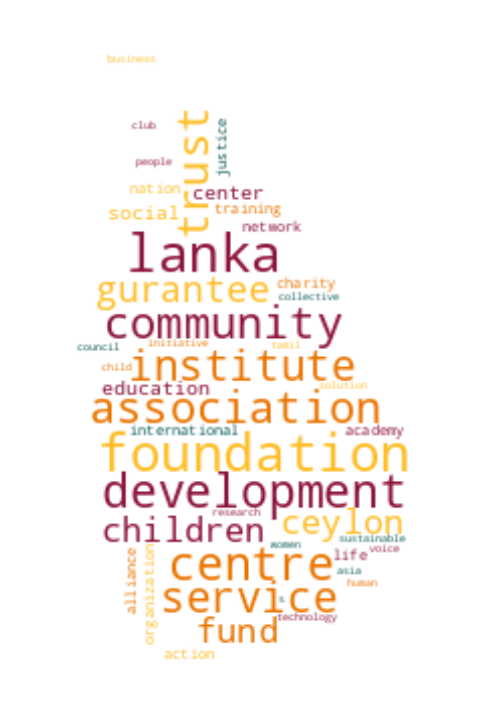 business
club
trust
justice
people
nation
center
social
training
network
lanka
gurantee
charity
collective
community
council
initiative
tamil
child
institute
education
solution
association
international
academy
foundation
development
research
children
ceylon
sustainable
women
voice
centre
life
alliance
organization
asia
human
service
s
fund
technology
action